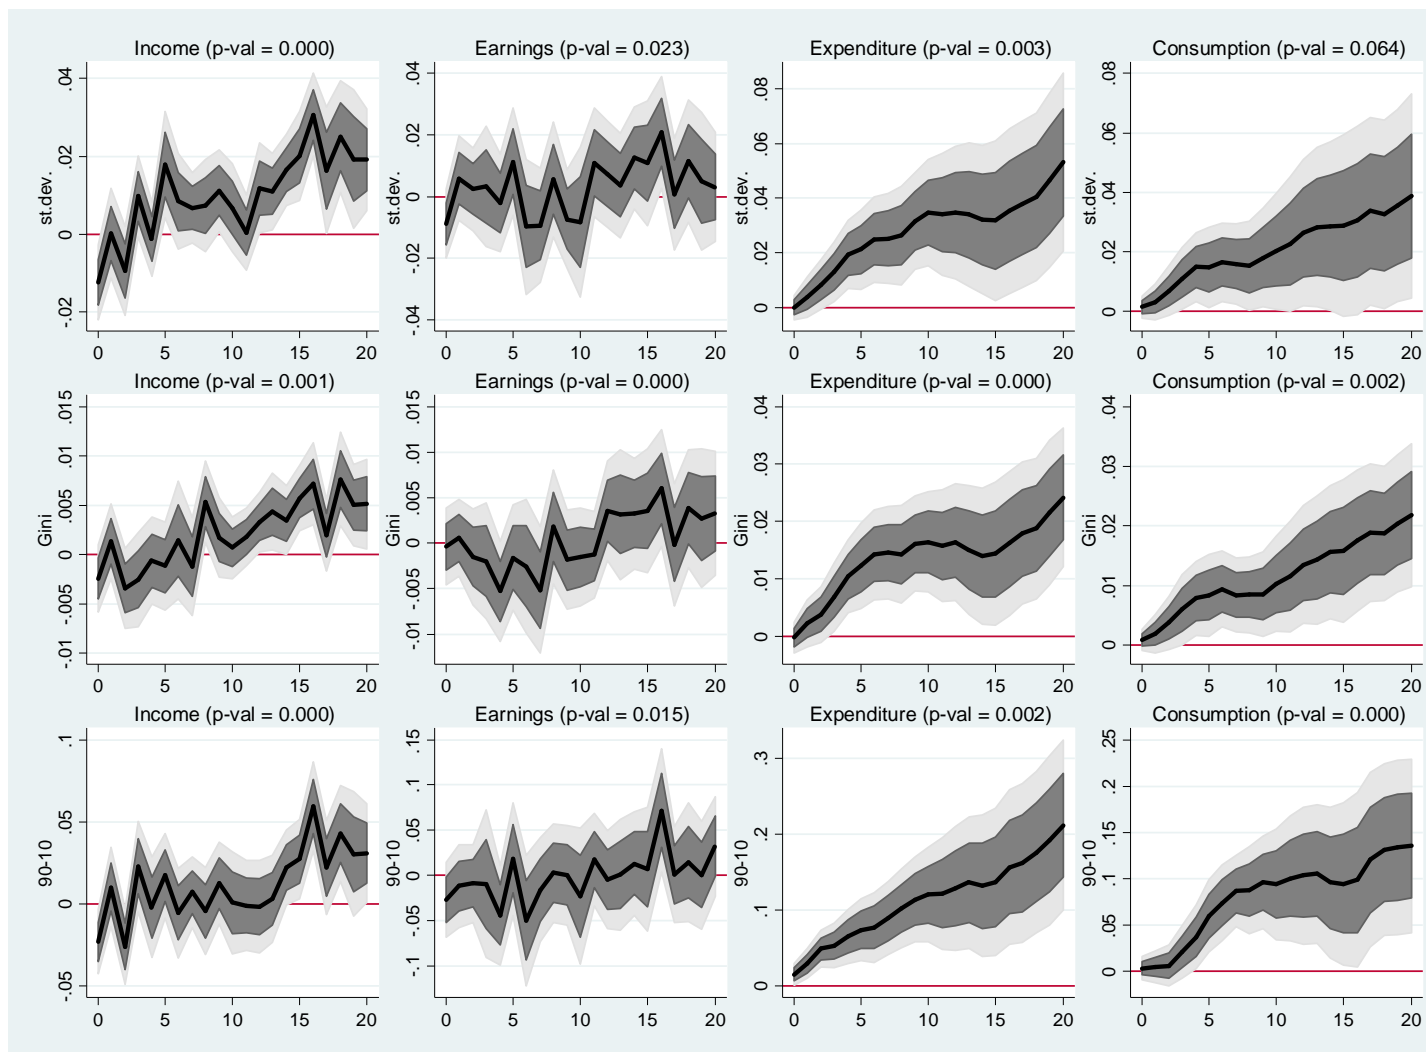 Income (p-val = 0.000) Earnings (p-val = 0.023) Expenditure (p-val = 0.003) Consumption (p-val = 0.064)
st.dev. -.02 0 .02 .04
st.dev. -.04 -.02 0 .02 .04
st.dev. 0 .02 .04 .06 .08
st.dev. 0 .02 .04 .06 .08
0 5 10 15 20 0 5 10 15 20 0 5 10 15 20 0 5 10 15 20
Income (p-val = 0.001) Earnings (p-val = 0.000) Expenditure (p-val = 0.000) Consumption (p-val = 0.002)
Gini -.01 -.005 0 .005 .01 .015
Gini -.01 -.005 0 .005 .01 .015
Gini 0 .01 .02 .03 .04
Gini 0 .01 .02 .03 .04
0 5 10 15 20 0 5 10 15 20 0 5 10 15 20 0 5 10 15 20
Income (p-val = 0.000) Earnings (p-val = 0.015) Expenditure (p-val = 0.002) Consumption (p-val = 0.000)
90-10 -.05 0 .05 .1
90-10 -.1 -.05 0 .05 .1 .15
90-10 0 .1 .2 .3
90-10 0 .05 .1 .15 .2 .25
0 5 10 15 20 0 5 10 15 20 0 5 10 15 20 0 5 10 15 20